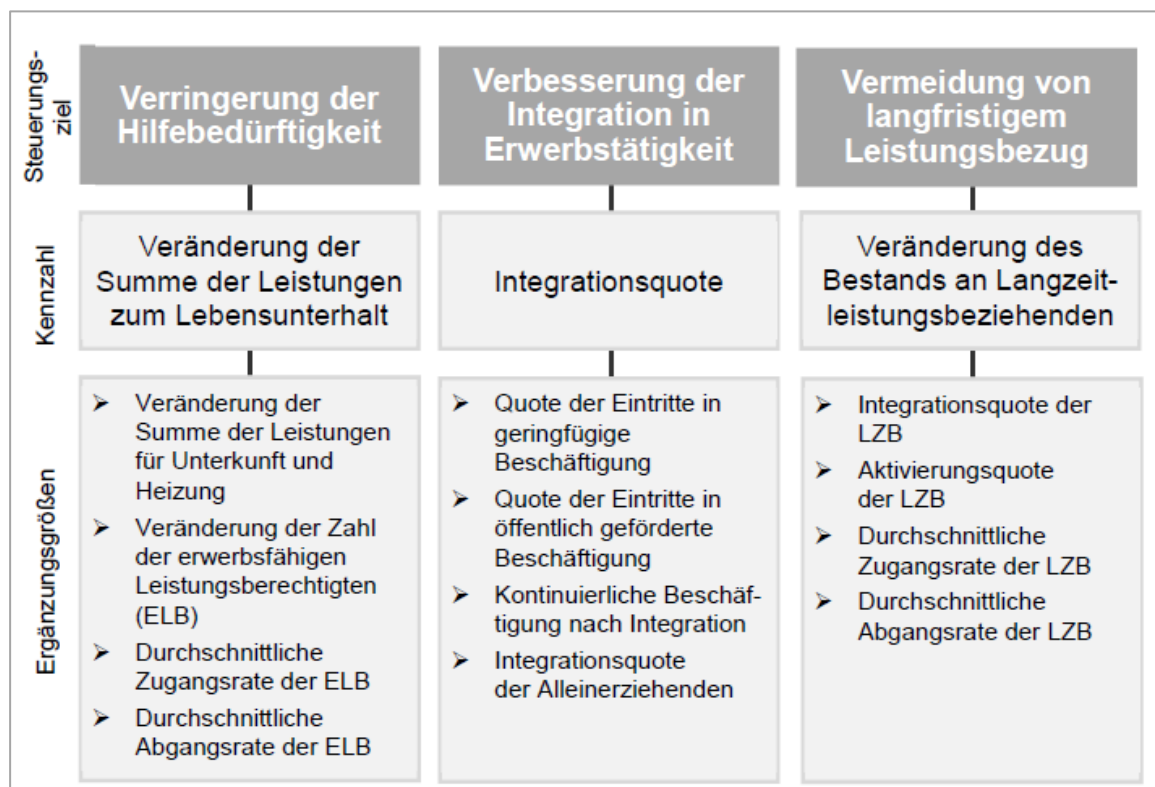 Steuerungs-
ziel
Verringerung der
Hilfebedürftigkeit
Verbesserung der
Integration in
Erwerbstätigkeit
Vermeidung von
langfristigem
Leistungsbezug
Kennzahl
Veränderung der
Summe der Leistungen
zum Lebensunterhalt
Integrationsquote
Veränderung des
Bestands an Langzeit-
leistungsbeziehenden
Ergänzungsgrößen
➢ Veränderung der
Summe der Leistungen
für Unterkunft und
Heizung
➢ Veränderung der Zahl
der erwerbsfähigen
Leistungsberechtigten
(ELB)
➢ Durchschnittliche
Zugangsrate der ELB
➢ Durchschnittliche
Abgangsrate der ELB
➢ Quote der Eintritte in
geringfügige
Beschäftigung
➢ Quote der Eintritte in
öffentlich geförderte
Beschäftigung
➢ Kontinuierliche Beschäf-
tigung nach Integration
➢ Integrationsquote
der Alleinerziehenden
➢ Integrationsquote der
LZB
➢ Aktivierungsquote
der LZB
➢ Durchschnittliche
Zugangsrate der LZB
➢ Durchschnittliche
Abgangsrate der LZB